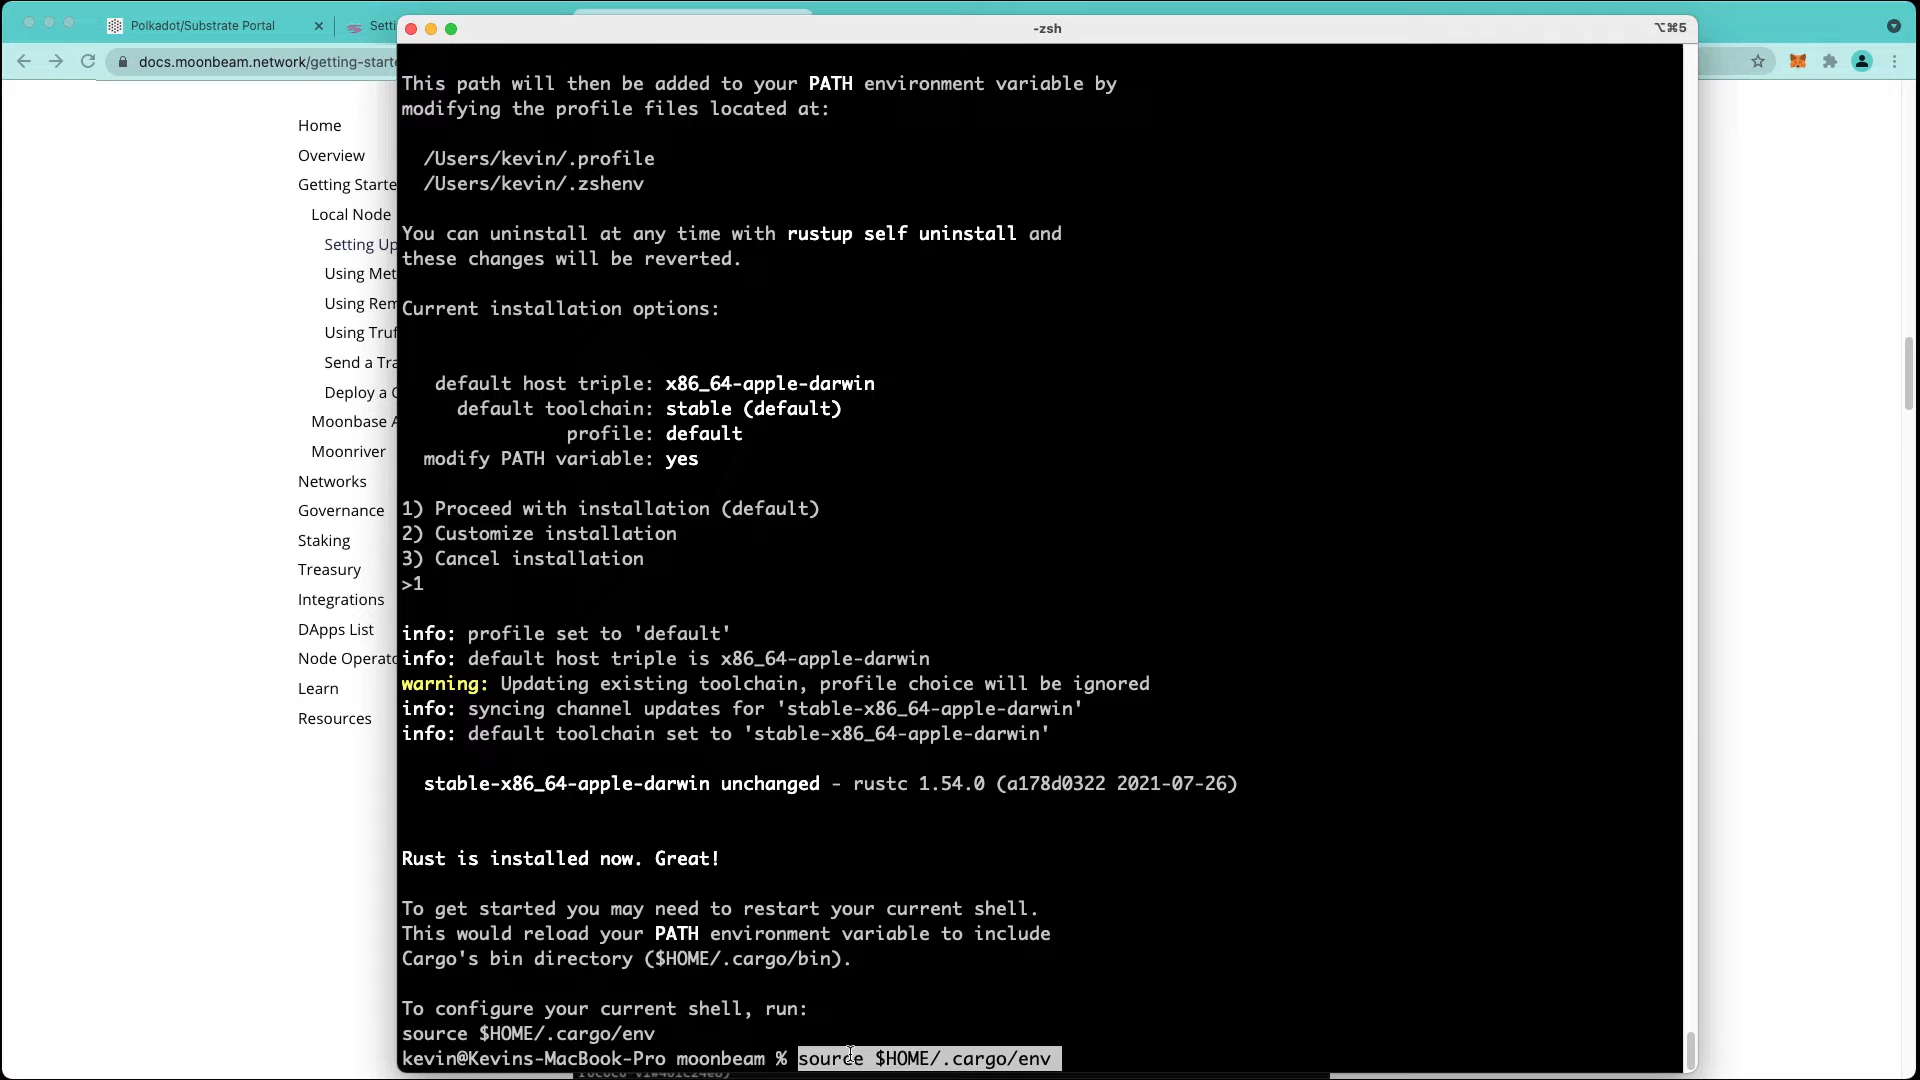 Polkadot/Substrate Portal
Setti
-zsh
⌥⌘5
docs.moonbeam.network/getting-starte
Home
Overview
Getting Starte
Local Node
Setting Up
Using Met
Using Rem
Using Truf
Send a Tra
Deploy a C
Moonbase A
Moonriver
Networks
Governance
Staking
Treasury
Integrations
DApps List
Node Operato
Learn
Resources
This path will then be added to your PATH environment variable by
modifying the profile files located at:
/Users/kevin/.profile
/Users/kevin/.zshenv
You can uninstall at any time with rustup self uninstall and
these changes will be reverted.
Current installation options:
default host triple: x86_64-apple-darwin
default toolchain: stable (default)
profile: default
modify PATH variable: yes
1) Proceed with installation (default)
2) Customize installation
3) Cancel installation
>1
info: profile set to 'default'
info: default host triple is x86_64-apple-darwin
warning: Updating existing toolchain, profile choice will be ignored
info: syncing channel updates for 'stable-x86_64-apple-darwin'
info: default toolchain set to 'stable-x86_64-apple-darwin'
stable-x86_64-apple-darwin unchanged - rustc 1.54.0 (a178d0322 2021-07-26)
Rust is installed now. Great!
To get started you may need to restart your current shell.
This would reload your PATH environment variable to include
Cargo's bin directory ($HOME/.cargo/bin).
To configure your current shell, run:
source $HOME/.cargo/env
kevin@Kevins-MacBook-Pro moonbeam % source $HOME/.cargo/env